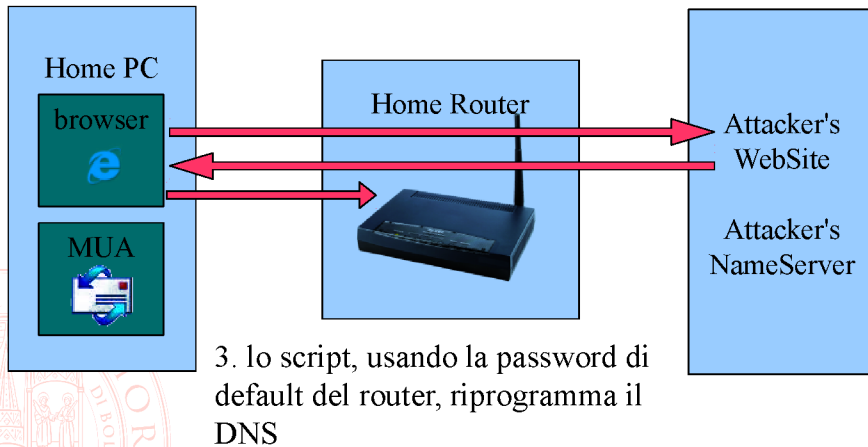 Home PC
browser
MUA
Home Router
Attacker's
WebSite
Attacker's
NameServer
3. lo script, usando la password di
default del router, riprogramma il
DNS